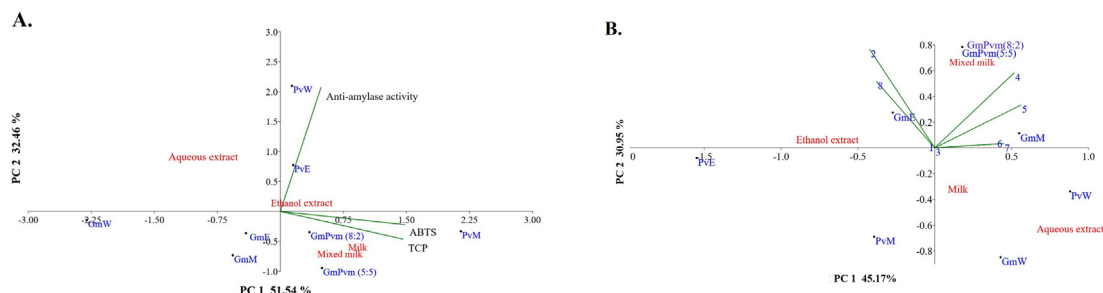 A.
3.0
2.5
PvW
2.0
Anti-amylase activity
1.5
PC 2 32.46 %
Aqueous extract
1.0
PvE
0.5
Ethanol extract
-3.00
-2.25
-1.50
-0.75
0.75
1.50
2.25
3.00
GmW
ABTS
GmE
GmPvm (8:2)
PvM
-0.5
Milk
TCP
GmM
Mixed milk
-1.0
GmPvm (5:5)
PC 1 51.54 %
B.
0.8
GmPvm(8:2)
2
GmPvm(5:5)
0.6
Mixed milk
4
8
0.4
5
GmE
0.2
GmM
Ethanol extract
6
7
1
3
0
-1.5
-1.0
-0.5
0.5
1.0
PvE
PC 2 30.95 %
-0.2
Milk
PvW
-0.4
-0.6
Aqueous extract
PvM
-0.8
GmW
PC 1 45.17%